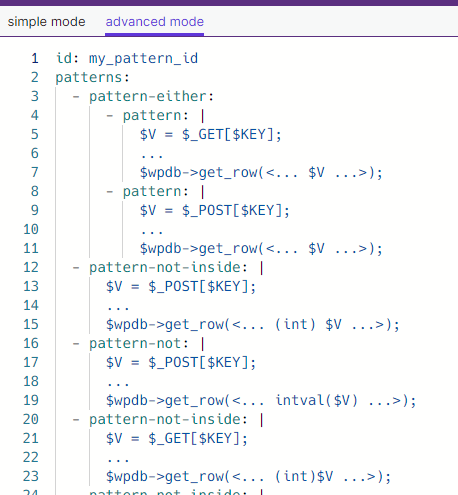 simple mode advanced mode
1 id: my_pattern_id
2 patterns:
3 - pattern-either:
4 - pattern: |
5 $V = $_GET[$KEY];
6 ...
7 $wpdb->get_row(<... $V ...>);
8 - pattern: |
9 $V = $_POST[$KEY];
10 ...
11 $wpdb->get_row(<... $V ...>);
12 - pattern-not-inside: |
13 $V = $_POST[$KEY];
14 ...
15 $wpdb->get_row(<... (int) $V ...>);
16 - pattern-not: |
17 $V = $_POST[$KEY];
18 ...
19 $wpdb->get_row(<... intval($V) ...>);
20 - pattern-not-inside: |
21 $V = $_GET[$KEY];
22 ...
23 $wpdb->get_row(<... (int)$V ...>);
24 - pattern-not-inside: |